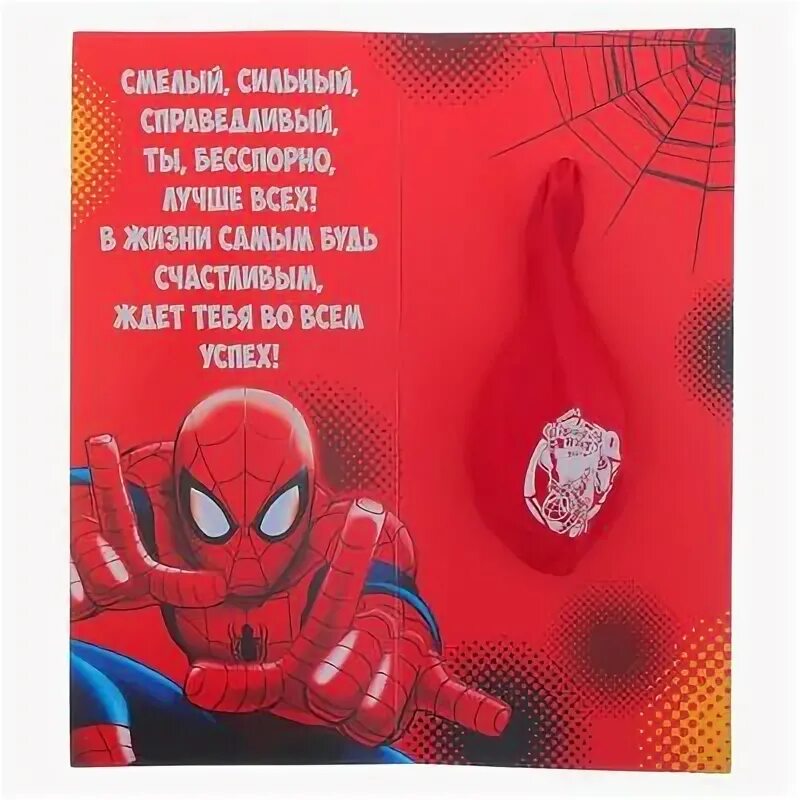 СМЕЛЫЙ, СИЛЬНЫЙ,
СПРАВЕДЛИВЫЙ,
ТЫ, БЕССПОРНО,
ЛУЧШЕ ВСЕХ!
В ЖИЗНИ САМЫМ БУДЬ
СЧАСТЛИВЫМ,
ЖДЕТ ТЕБЯ ВО ВСЕМ
УСПЕХ!